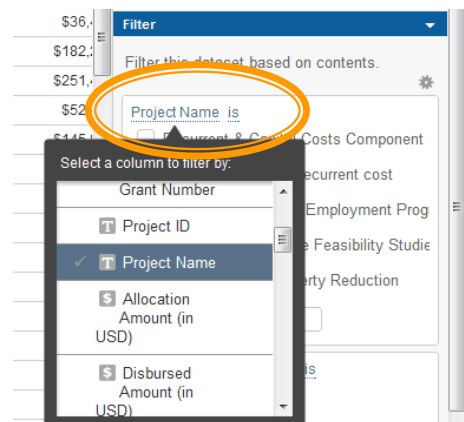 $36,
Filter
$182,
Filter this dataset based on contents.
$251,
$52
Project Name is
Recurrent & Capital Costs Component
Select a column to filter by:
ecurrent cost
Grant Number
Employment Prog
T Project ID
e Feasibility Studie
T Project Name
erty Reduction
$ Allocation
Amount (in
USD)
$ Disbursed
is
Amount (in
USD)